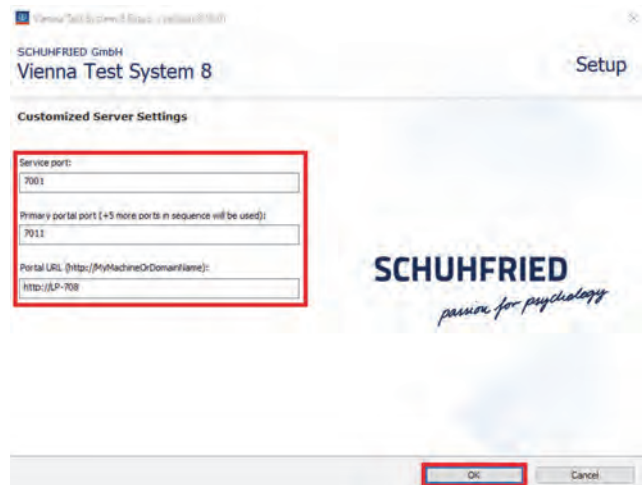 SCHUHFRIED GmbH
Vienna Test System 8
Setup
Customized Server Settings
Service port:
7001
Primary portal port (+5 more ports in sequence will be used):
7011
Portal URL (http://MyMachineOrDomainName):
http://LP-708
SCHUHFRIED
passion for psychology
OK
Cancel